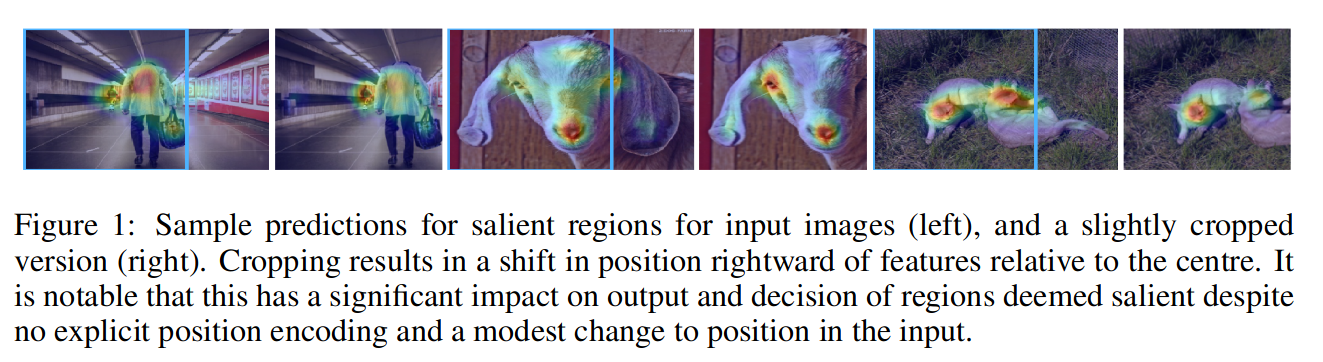 Figure 1: Sample predictions for salient regions for input images (left), and a slightly cropped
version (right). Cropping results in a shift in position rightward of features relative to the centre. It
is notable that this has a significant impact on output and decision of regions deemed salient despite
no explicit position encoding and a modest change to position in the input.